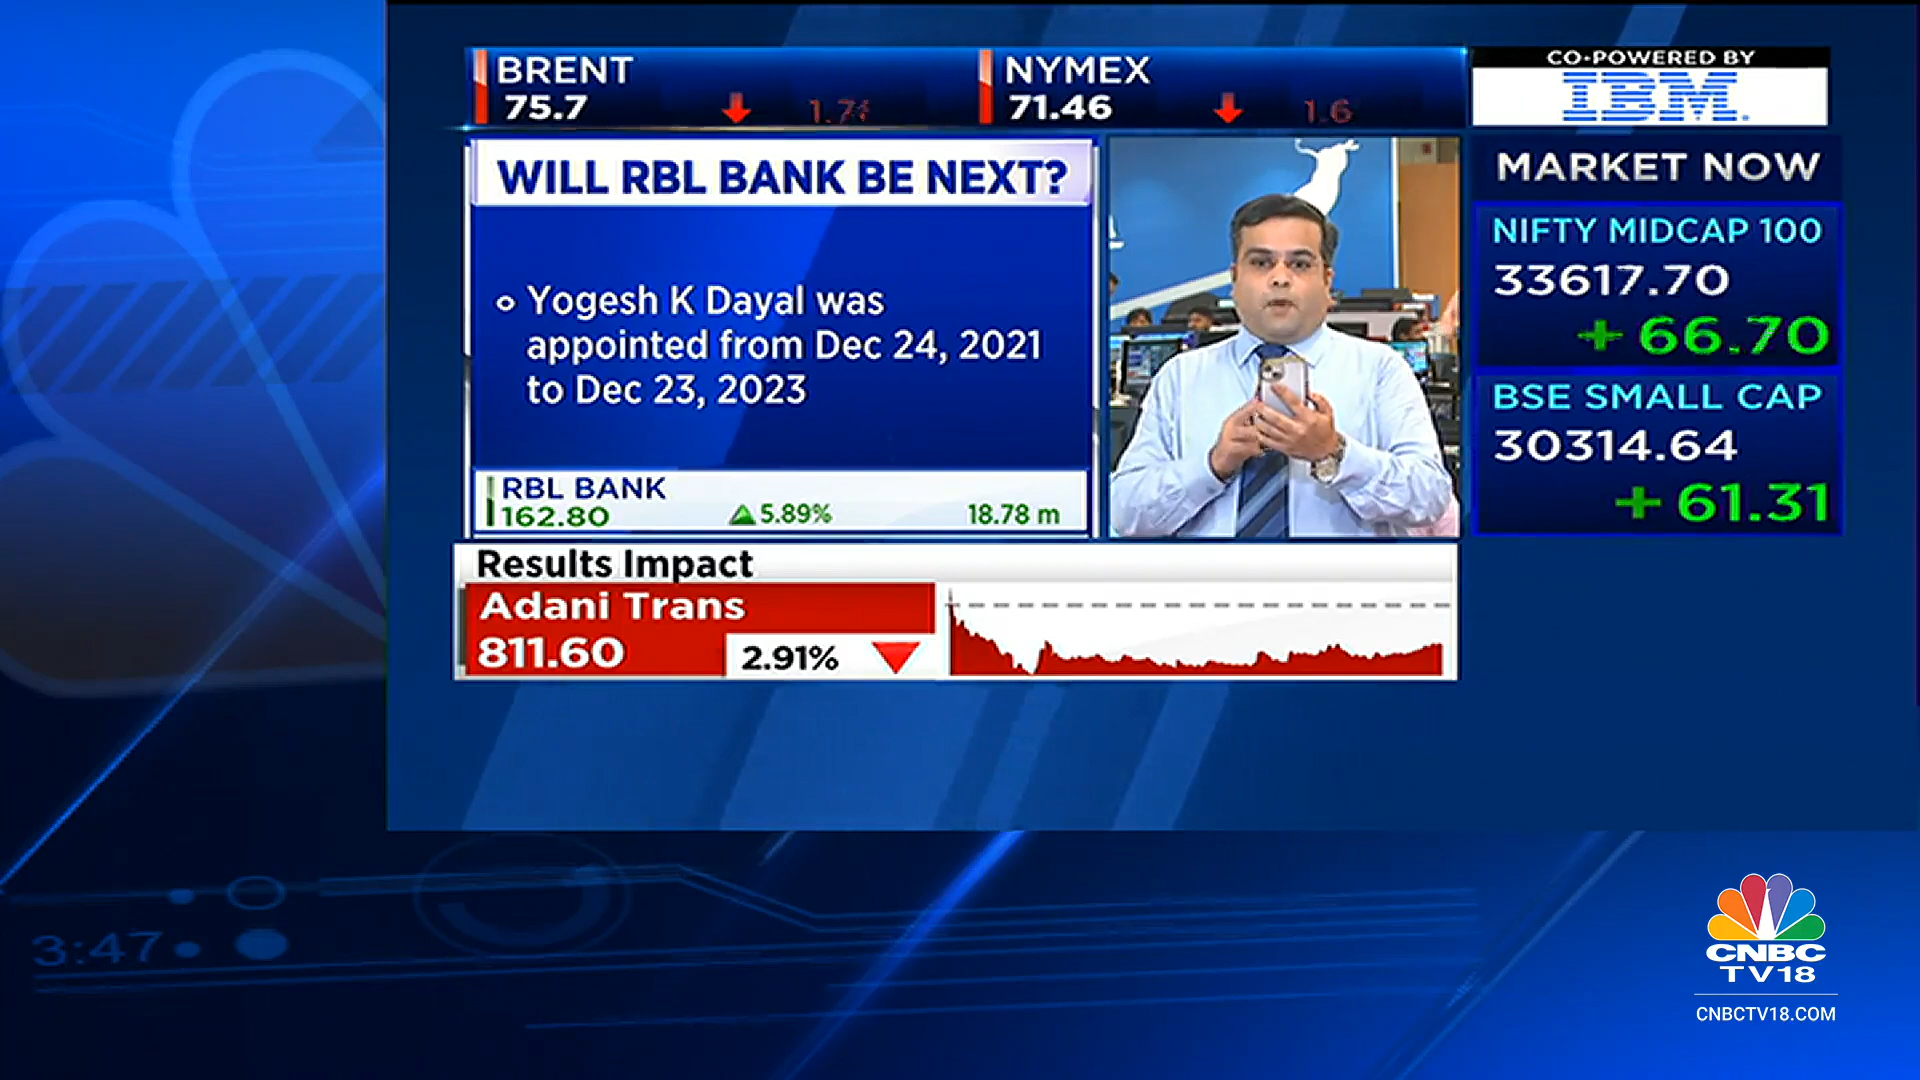 BRENT
75.7
NYMEX
71.46
1.6
CO-POWERED BY
IBM
WILL RBL BANK BE NEXT?
Yogesh K Dayal was
appointed from Dec 24, 2021
to Dec 23, 2023
RBL BANK
162.80 5.89% 18.78 m
MARKET NOW
NIFTY MIDCAP 100
33617.70
+ 66.70
BSE SMALL CAP
30314.64
+ 61.31
Results Impact
Adani Trans
811.60
2.91%
3:47
CNBC
TV18
CNBCTV18.COM